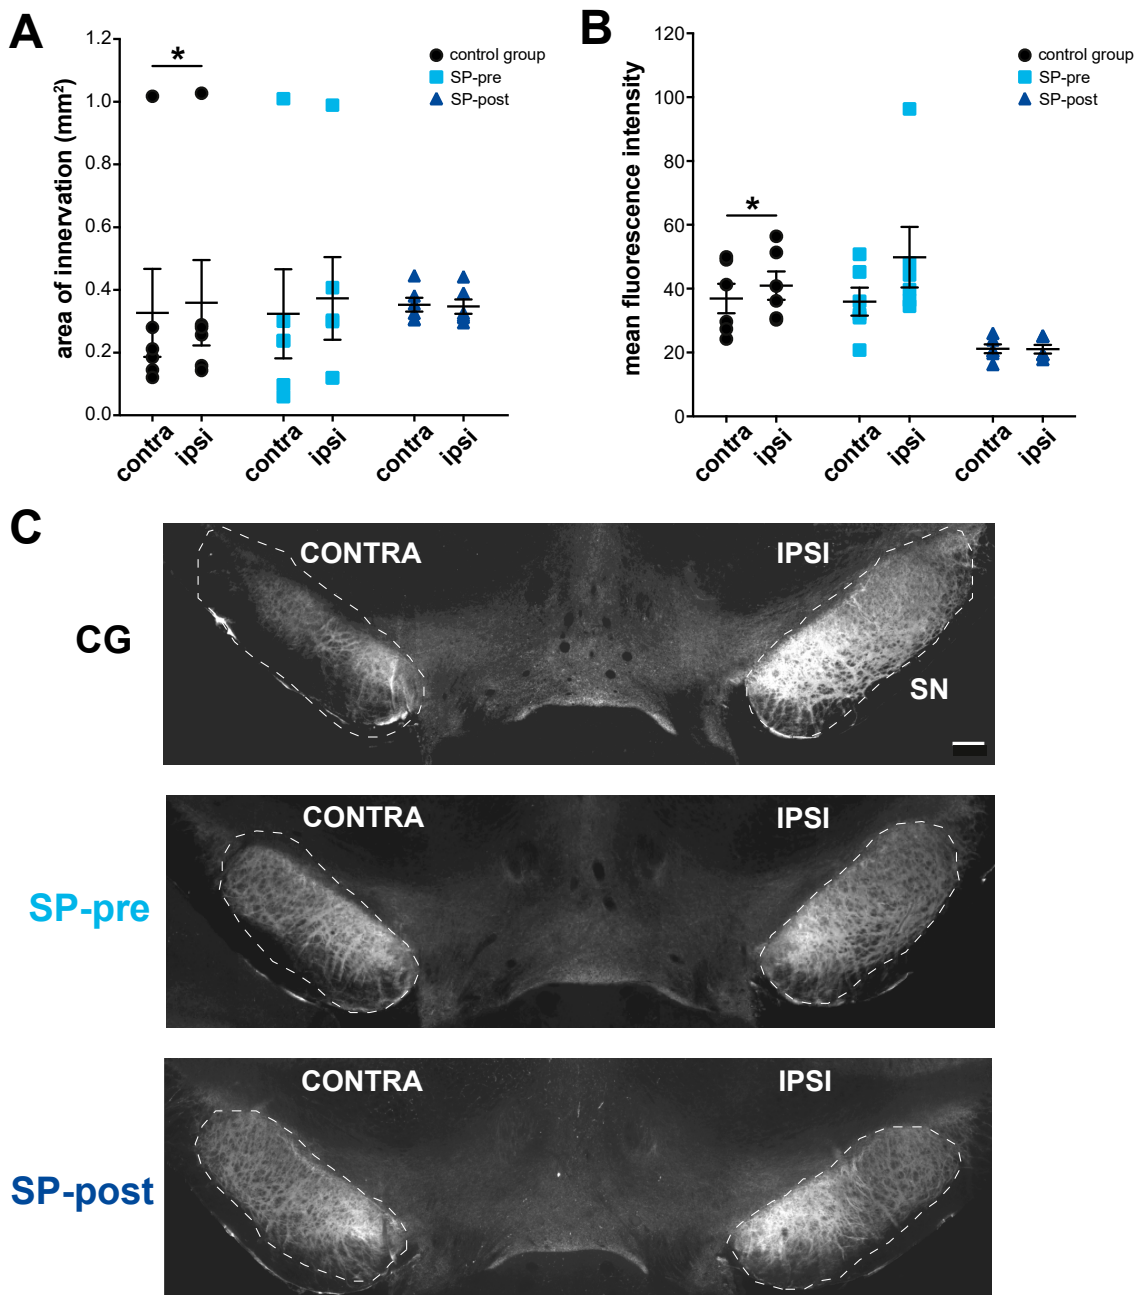 A
area of innervation (mm²)
1.2
1.0
0.8
0.6
0.4
0.2
0.0
*
control group
SP-pre
SP-post
contra
ipsi
contra
ipsi
contra
ipsi
B
mean fluorescence intensity
120
100
80
60
40
20
0
*
control group
SP-pre
SP-post
contra
ipsi
contra
ipsi
contra
ipsi
C
CG
CONTRA
IPSI
SN
SP-pre
CONTRA
IPSI
SP-post
CONTRA
IPSI